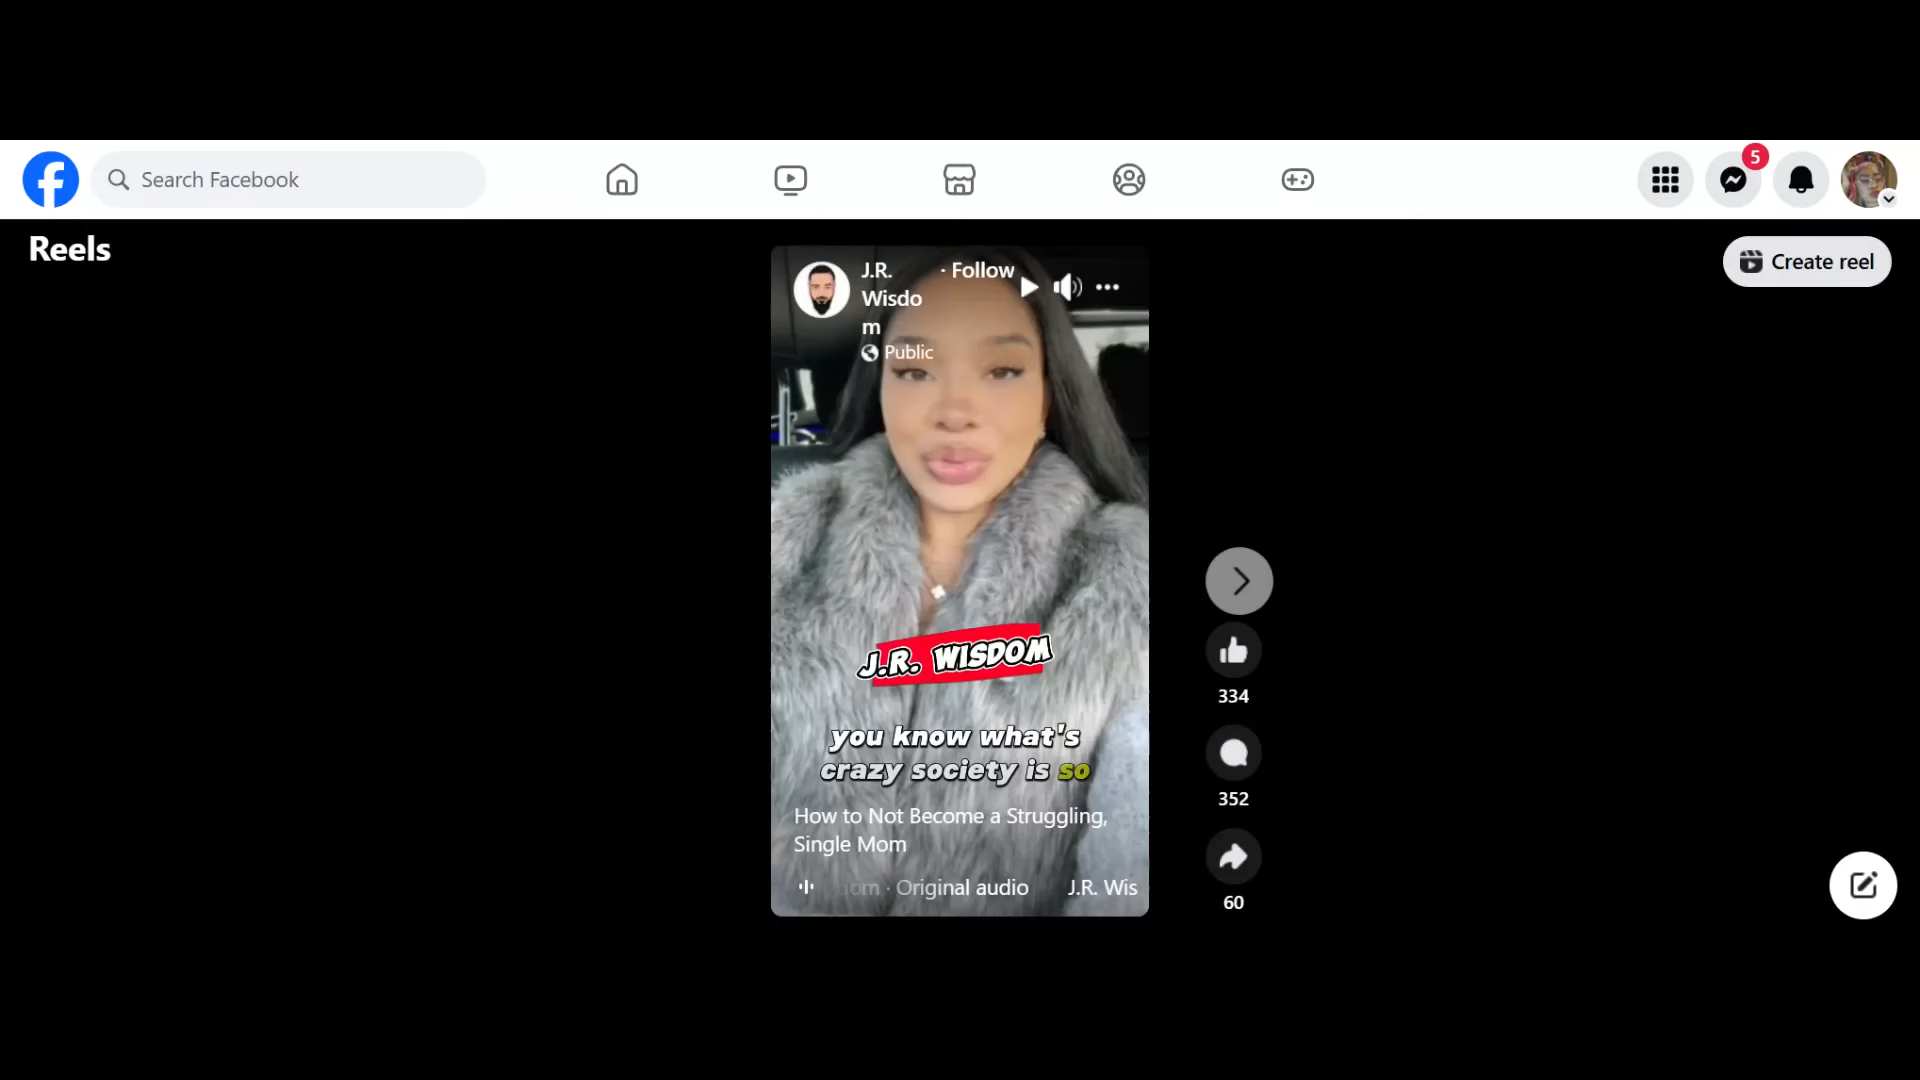 Search Facebook
5
Reels
Create reel
J.R.
Wisdo
m
· Follow
Public
J.R. WISDOM
you know what's
crazy society is so
How to Not Become a Struggling,
Single Mom
om · Original audio J.R. Wis
334
352
60